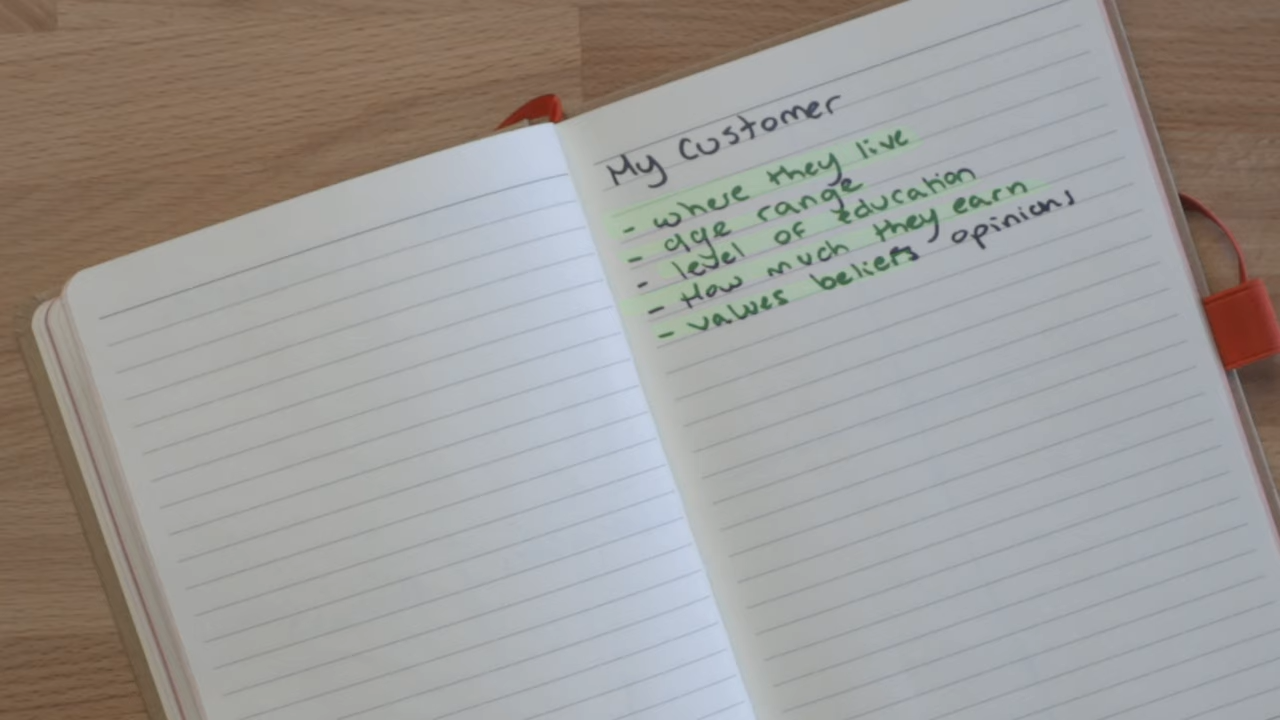 My Customer
- where they live
- age range
- level of Education
- How much they earn
- values beliefs opinions